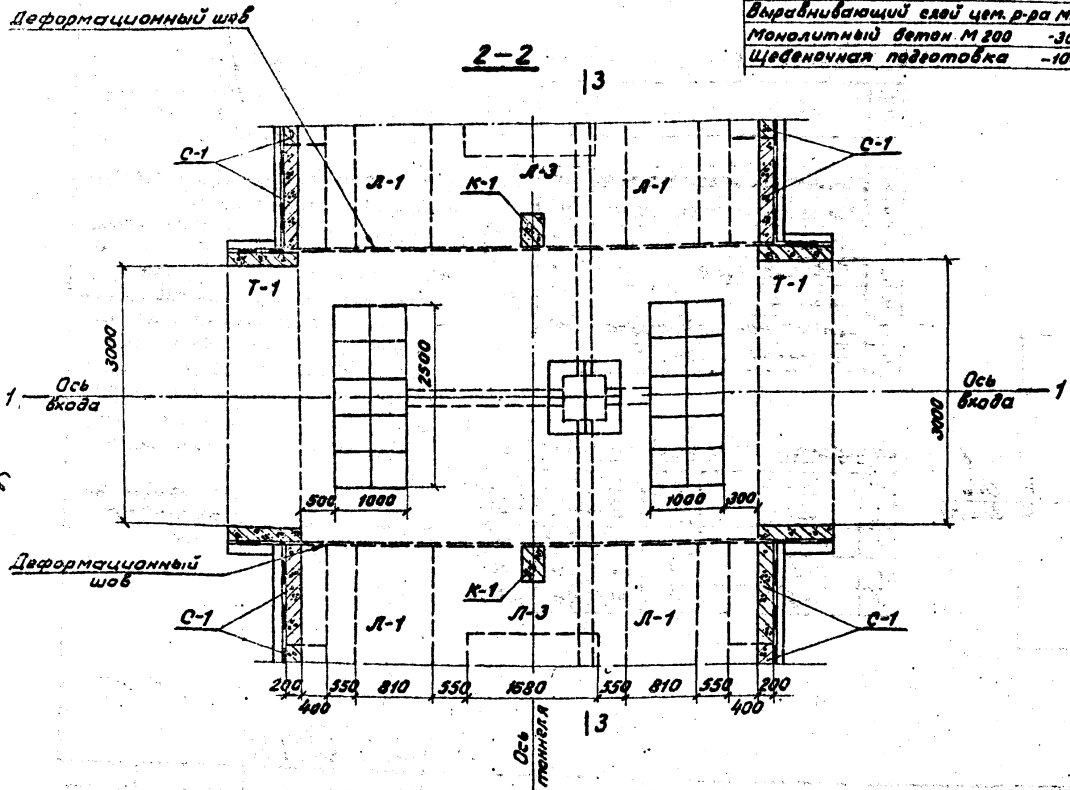 Деформационный шов
Выравнивающий слой цем. р-ра М
Монолитный бетон М 200 -30
Щебеночная подготовка -10
2-2
3
С-1
Л-1
К-1
Л-3
Л-1
С-1
Т-1
Т-1
3000
2500
3000
1
Ось
входа
Ось
входа
1
500
1000
1000
300
Деформационный
шов
К-1
С-1
Л-1
Л-3
Л-1
С-1
200
400
550
810
550
1680
550
810
550
400
200
3
Ось
тоннеля